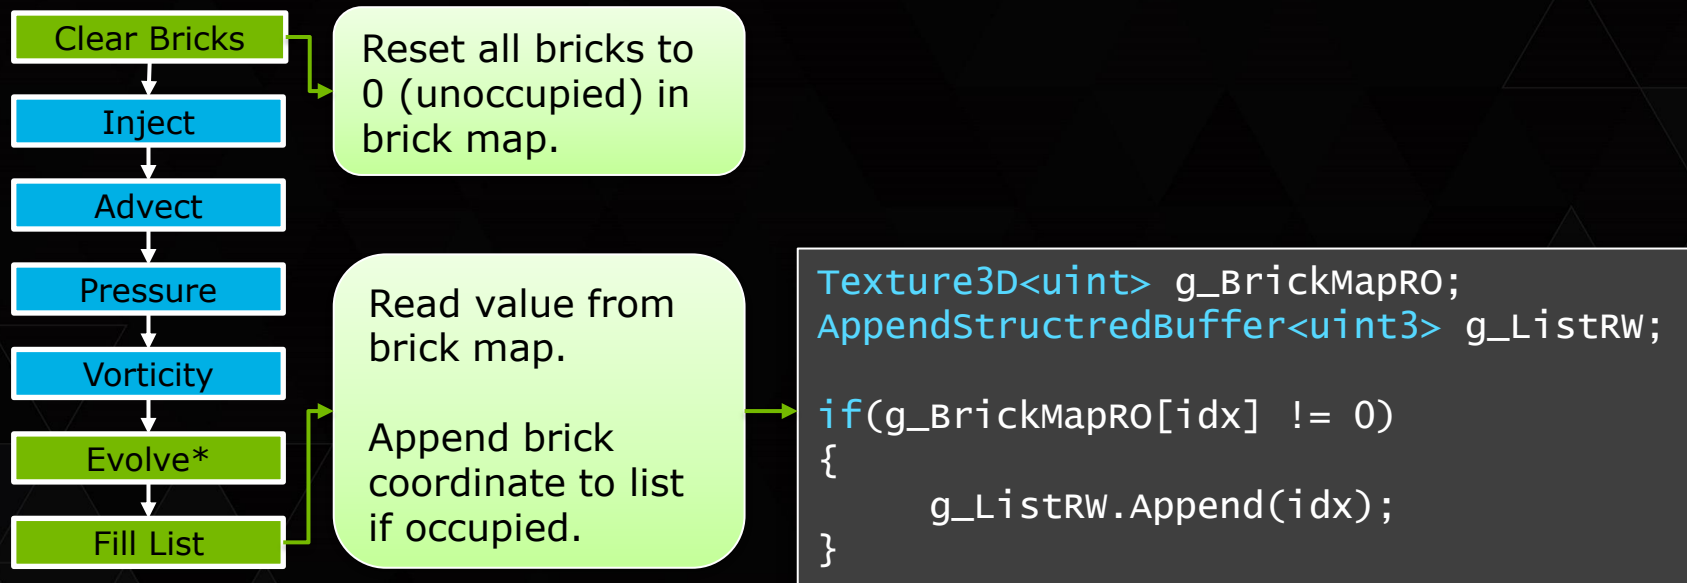 Clear Bricks
Inject
Advect
Pressure
Vorticity
Evolve*
Fill List
Reset all bricks to
0 (unoccupied) in
brick map.
Read value from
brick map.
Append brick
coordinate to list
if occupied.
Texture3D<uint> g_BrickMapRO;
AppendStructredBuffer<uint3> g_ListRW;
if(g_BrickMapRO[idx] != 0)
{
g_ListRW.Append(idx);
}